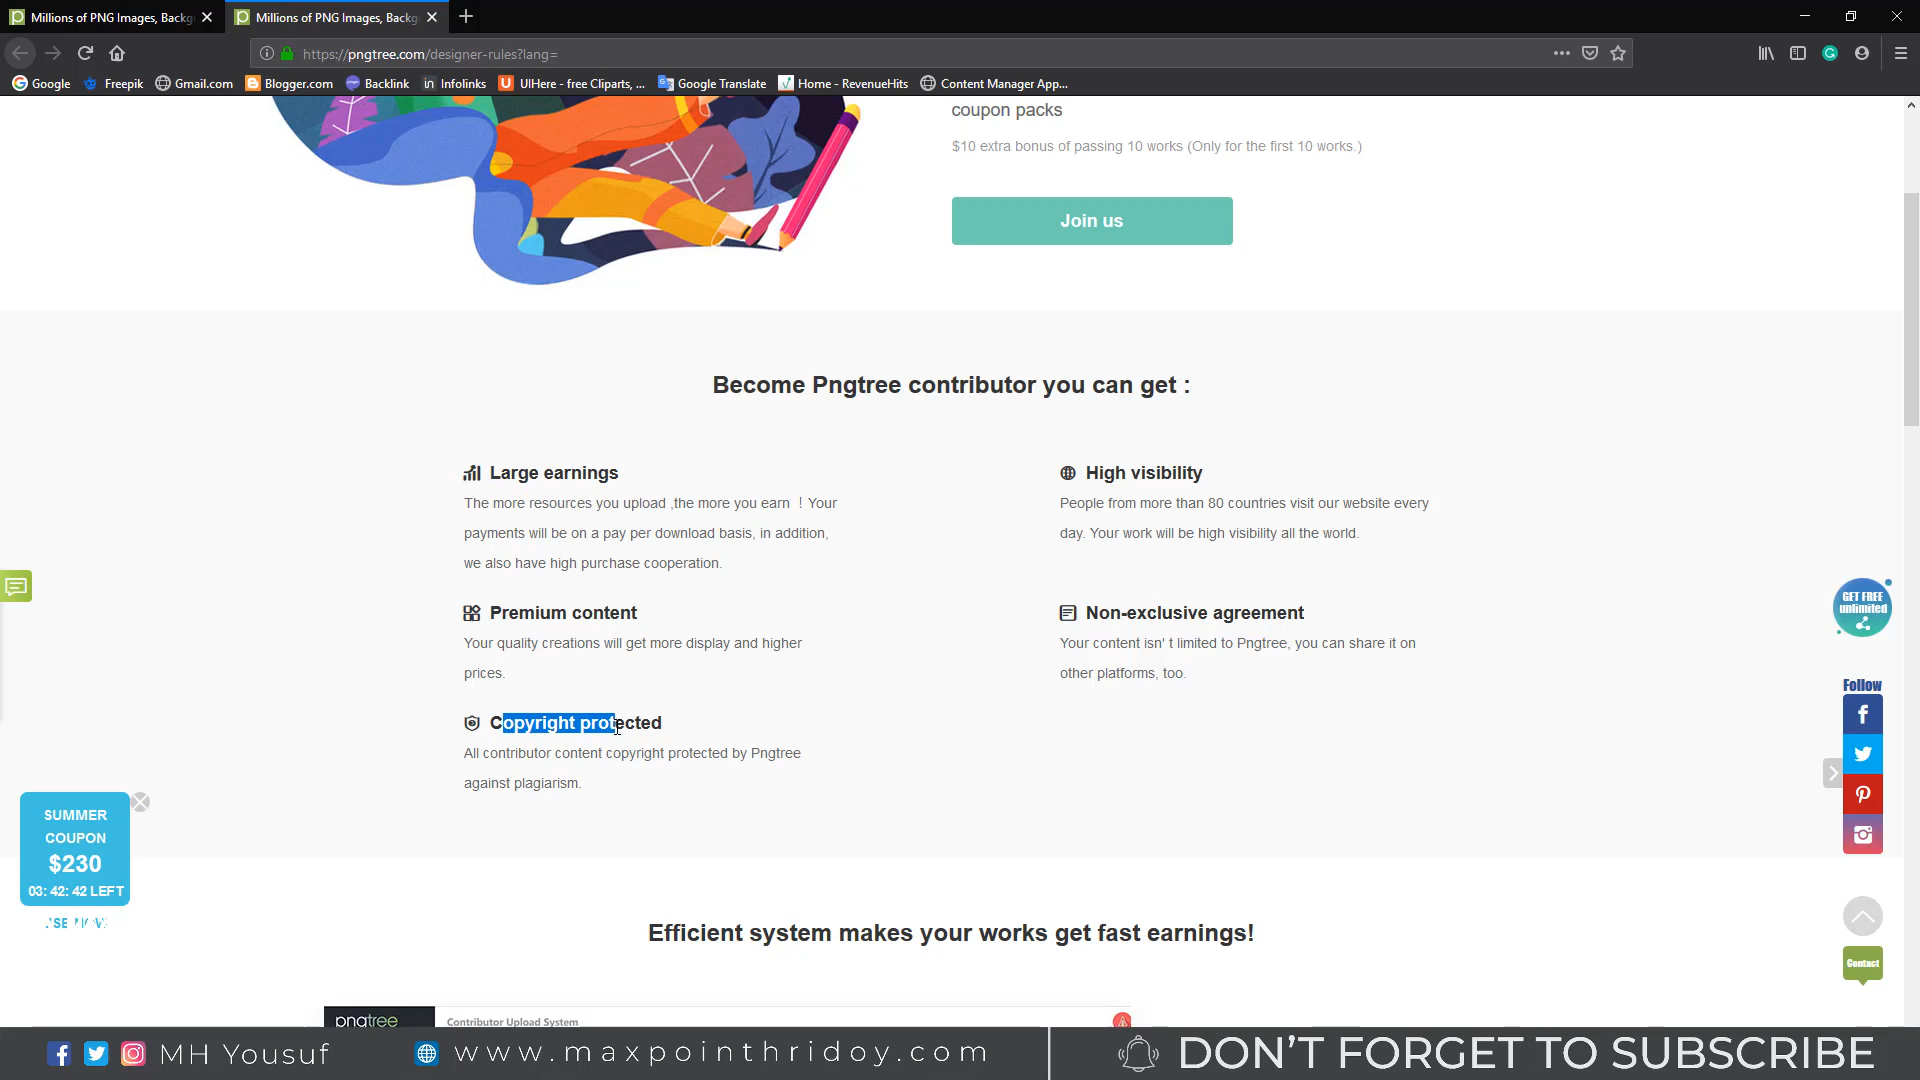 Millions of PNG Images, Backg
Millions of PNG Images, Backg
https://pngtree.com/designer-rules?lang=
Google
Freepik
Gmail.com
Blogger.com
Backlink
in Infolinks
UIHere - free Cliparts, ...
Google Translate
Home - RevenueHits
Content Manager App...
coupon packs
$10 extra bonus of passing 10 works (Only for the first 10 works.)
Join us
Become Pngtree contributor you can get :
Large earnings
The more resources you upload ,the more you earn ! Your
payments will be on a pay per download basis, in addition,
we also have high purchase cooperation.
High visibility
People from more than 80 countries visit our website every
day. Your work will be high visibility all the world.
Premium content
Your quality creations will get more display and higher
prices.
Non-exclusive agreement
Your content isn' t limited to Pngtree, you can share it on
other platforms, too.
Copyright protected
All contributor content copyright protected by Pngtree
against plagiarism.
GET FREE
unlimited
Follow
SUMMER
COUPON
$230
03: 42: 42 LEFT
Efficient system makes your works get fast earnings!
Contact
pngtree
Contributor Upload System
MH Yousuf
www.maxpointhridoy.com
DON'T FORGET TO SUBSCRIBE